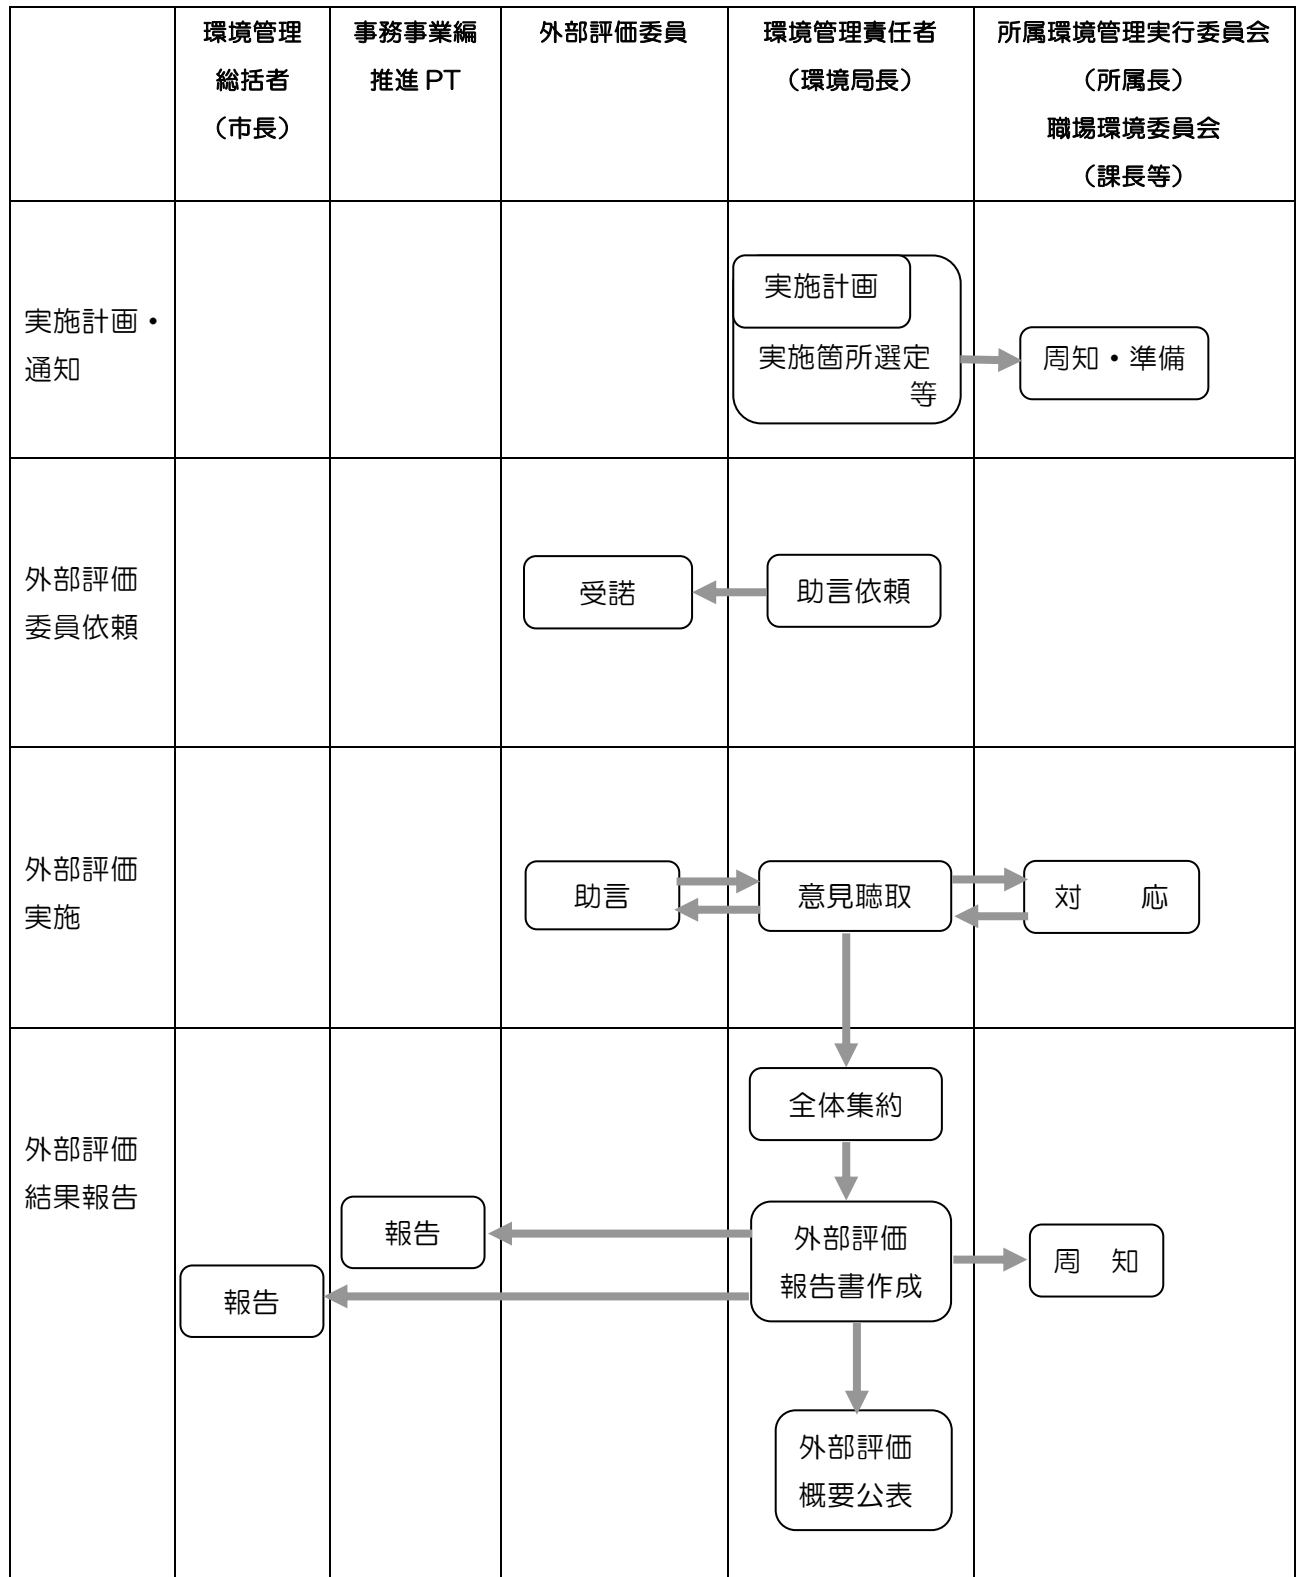 環境管理
総括者
（市長）
事務事業編
推進 PT
外部評価委員
環境管理責任者
（環境局長）
所属環境管理実行委員会
（所属長）
職場環境委員会
（課長等）
実施計画・
通知
実施計画
実施箇所選定
等
周知・準備
外部評価
委員依頼
受諾
助言依頼
外部評価
実施
助言
意見聴取
対　　応
外部評価
結果報告
全体集約
報告
外部評価
報告書作成
周　知
報告
外部評価
概要公表